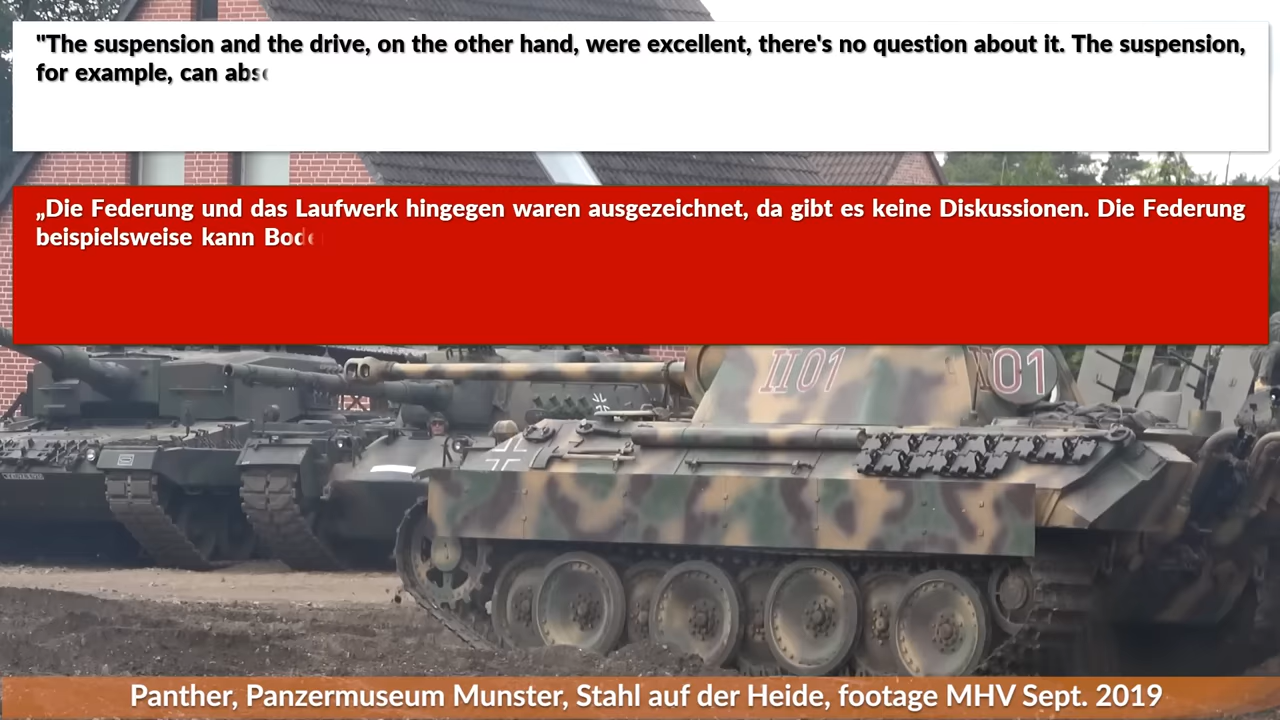 "The suspension and the drive, on the other hand, were excellent, there's no question about it. The suspension,
for example, can
„Die Federung und das Laufwerk hingegen waren ausgezeichnet, da gibt es keine Diskussionen. Die Federung
beispielsweise kann
II01
01
Panther, Panzermuseum Munster, Stahl auf der Heide, footage MHV Sept. 2019